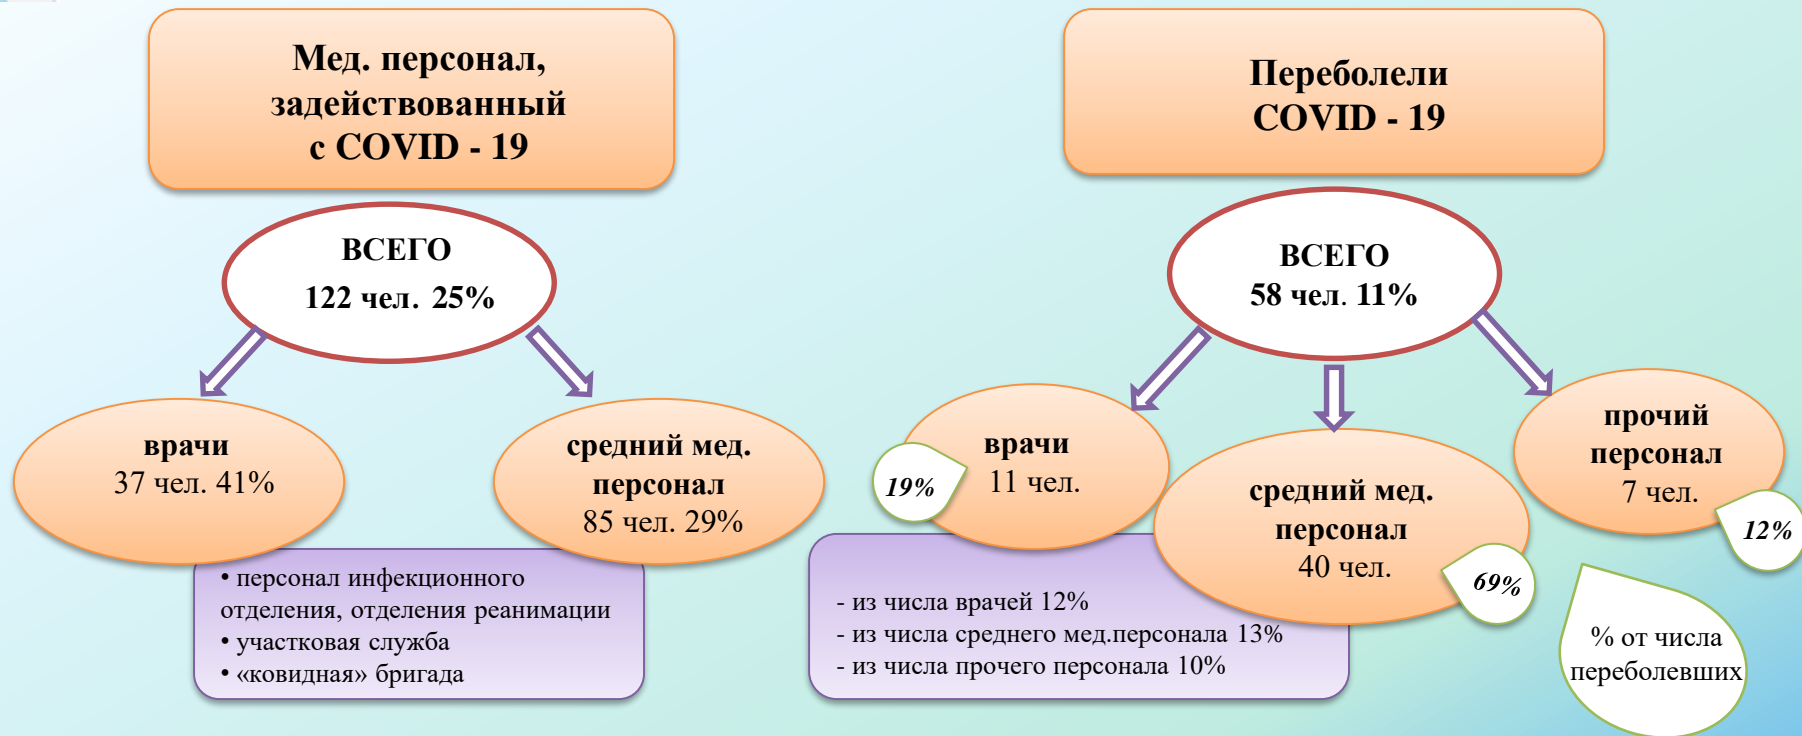 Мед. персонал,
задействованный
с COVID - 19
ВСЕГО
122 чел. 25%
врачи
37 чел. 41%
средний мед.
персонал
85 чел. 29%
• персонал инфекционного
отделения, отделения реанимации
• участковая служба
• «ковидная» бригада
Переболели
COVID - 19
ВСЕГО
58 чел. 11%
врачи
11 чел.
19%
средний мед.
персонал
40 чел.
69%
прочий
персонал
7 чел.
12%
- из числа врачей 12%
- из числа среднего мед.персонала 13%
- из числа прочего персонала 10%
% от числа
переболевших